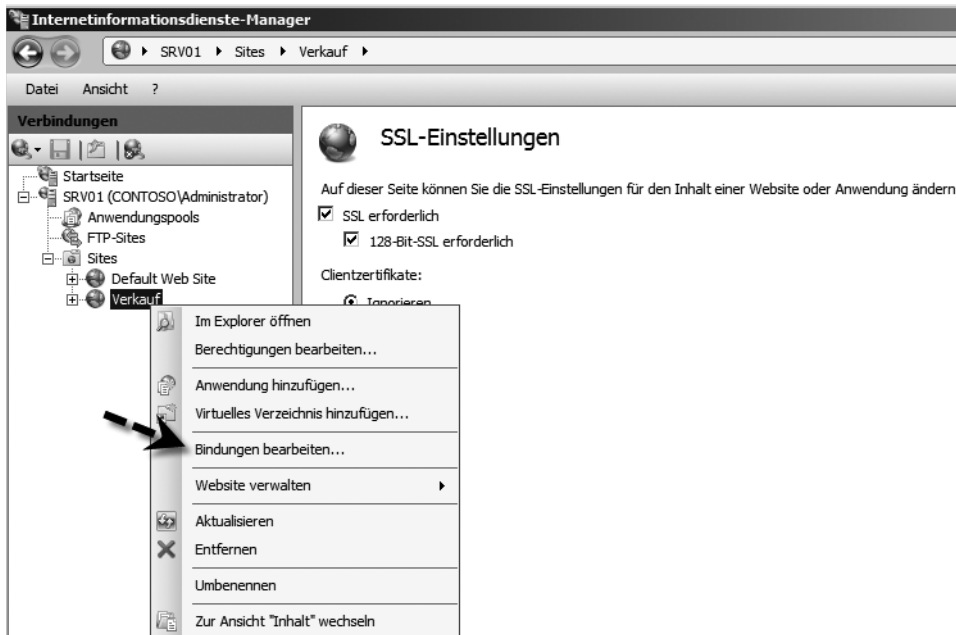 Internetinformationsdienste-Manager
SRV01 Sites Verkauf
Datei Ansicht ?
Verbindungen
SSL-Einstellungen
Startseite
SRV01 (CONTOSO\Administrator)
Auf dieser Seite können Sie die SSL-Einstellungen für den Inhalt einer Website oder Anwendung ändern
Anwendungspools
SSL erforderlich
FTP-Sites
128-Bit-SSL erforderlich
Sites
Default Web Site
Clientzertifikate:
Verkauf
Ignorieren
Im Explorer öffnen
Berechtigungen bearbeiten...
Anwendung hinzufügen...
Virtuelles Verzeichnis hinzufügen...
Bindungen bearbeiten...
Website verwalten
Aktualisieren
Entfernen
Umbenennen
Zur Ansicht "Inhalt" wechseln